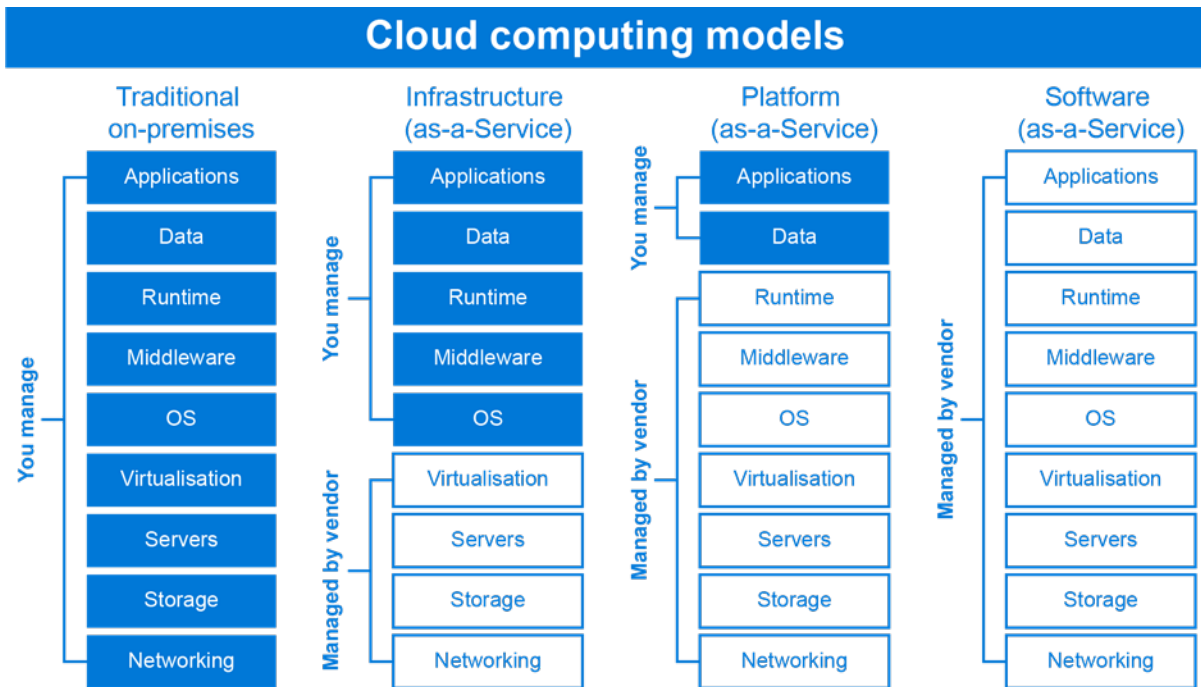 Cloud computing models
Traditional
on-premises
You manage
Applications
Data
Runtime
Middleware
OS
Virtualisation
Servers
Storage
Networking
Infrastructure
(as-a-Service)
You manage
Applications
Data
Runtime
Middleware
OS
Managed by vendor
Virtualisation
Servers
Storage
Networking
Platform
(as-a-Service)
You manage
Applications
Data
Managed by vendor
Runtime
Middleware
OS
Virtualisation
Servers
Storage
Networking
Software
(as-a-Service)
Managed by vendor
Applications
Data
Runtime
Middleware
OS
Virtualisation
Servers
Storage
Networking